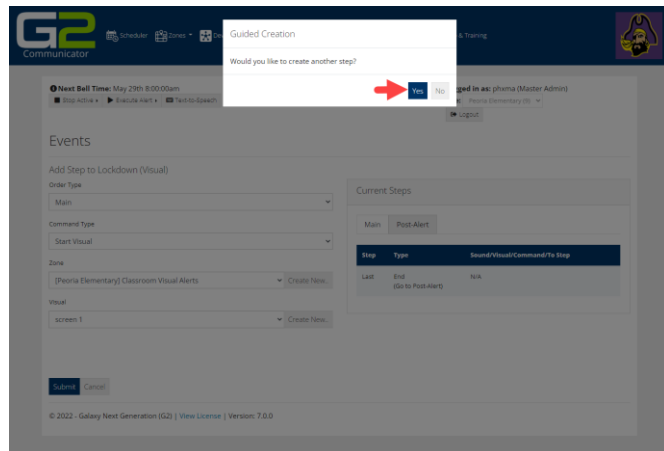 G2
Communicator
Scheduler
Zones
Guided Creation
& Training
Would you like to create another step?
Yes
No
Next Bell Time: May 29th 8:00:00am
ged in as: phxma (Master Admin)
Stop Active
Execute Alert
Text-to-Speech
Peoria Elementary (9)
Logout
Events
Add Step to Lockdown (Visual)
Order Type
Main
Command Type
Start Visual
Zone
[Peoria Elementary] Classroom Visual Alerts
Create New..
Visual
screen 1
Create New..
Current Steps
Main
Post-Alert
Step Type Sound/Visual/Command/To Step
Last End N/A
(Go to Post-Alert)
Submit
Cancel
© 2022 - Galaxy Next Generation (G2) | View License | Version: 7.0.0